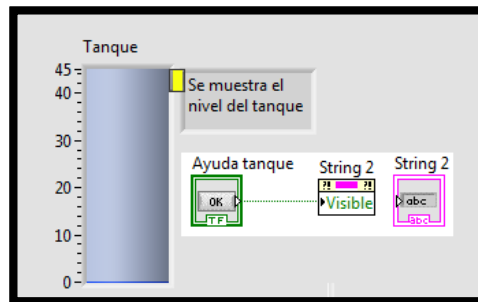 Tanque
45
40
30
20
10
0
Se muestra el
nivel del tanque
Ayuda tanque
String 2
String 2
OK
TF
?! ?!
Visible
abc
abc